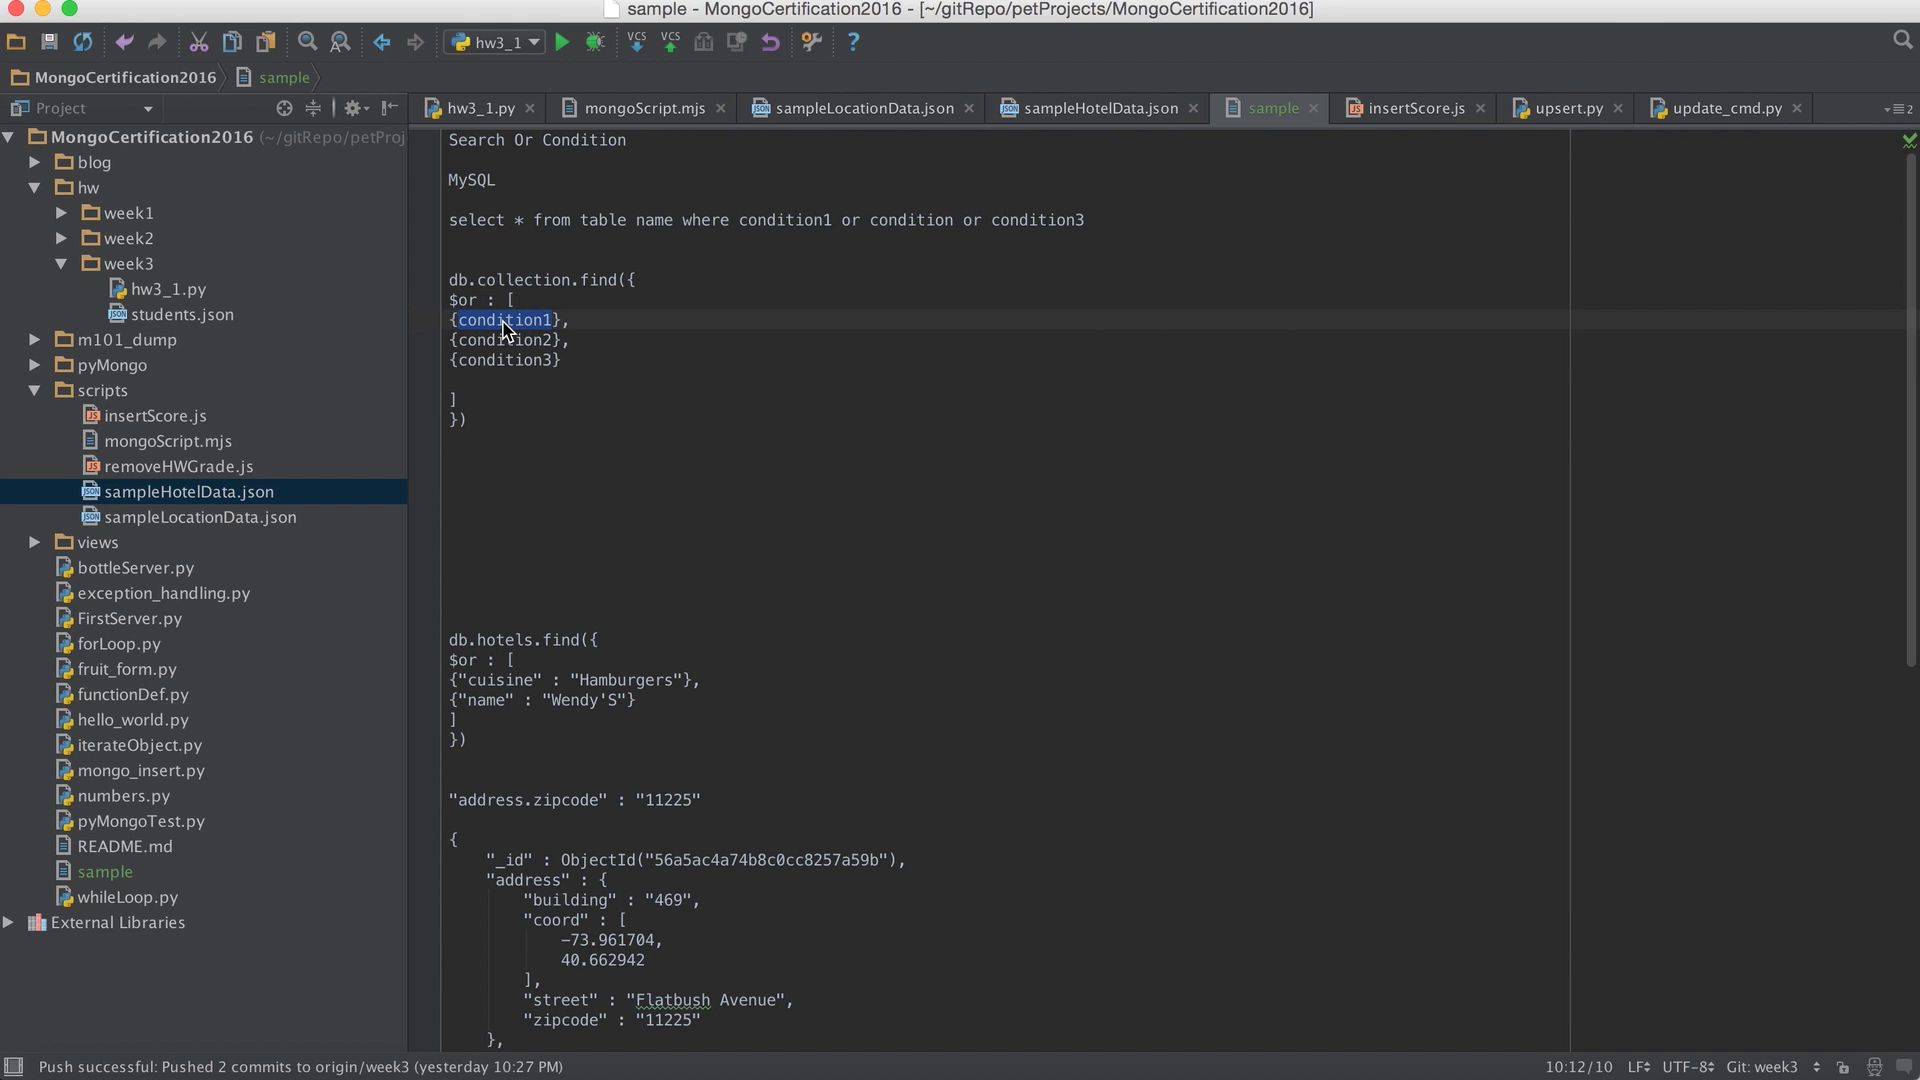 sample - MongoCertification2016 - [~/gitRepo/petProjects/MongoCertification2016]
hw3_1
VCS VCS
MongoCertification2016 sample
Project
hw3_1.py mongoScript.mjs sampleLocationData.json sampleHotelData.json sample insertScore.js upsert.py update_cmd.py
2
MongoCertification2016 (~/gitRepo/petProj
blog
hw
week1
week2
week3
hw3_1.py
students.json
m101_dump
pyMongo
scripts
insertScore.js
mongoScript.mjs
removeHWGrade.js
sampleHotelData.json
sampleLocationData.json
views
bottleServer.py
exception_handling.py
FirstServer.py
forLoop.py
fruit_form.py
functionDef.py
hello_world.py
iterateObject.py
mongo_insert.py
numbers.py
pyMongoTest.py
README.md
sample
whileLoop.py
External Libraries
Search Or Condition
MySQL
select * from table name where condition1 or condition or condition3
db.collection.find({
$or : [
{condition1},
{condition2},
{condition3}
]
})
db.hotels.find({
$or : [
{"cuisine" : "Hamburgers"},
{"name" : "Wendy'S"}
]
})
"address.zipcode" : "11225"
{
"_id" : ObjectId("56a5ac4a74b8c0cc8257a59b"),
"address" : {
"building" : "469",
"coord" : [
-73.961704,
40.662942
],
"street" : "Flatbush Avenue",
"zipcode" : "11225"
},
Push successful: Pushed 2 commits to origin/week3 (yesterday 10:27 PM)
10:12/10 LF UTF-8 Git: week3